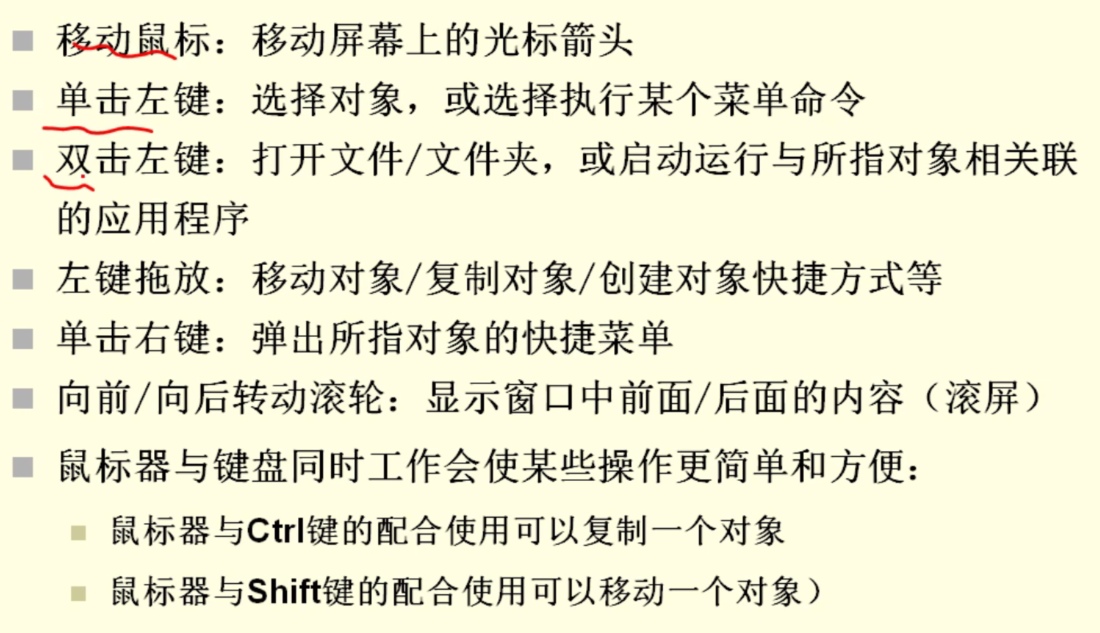 移动鼠标：移动屏幕上的光标箭头
单击左键：选择对象，或选择执行某个菜单命令
双击左键：打开文件/文件夹，或启动运行与所指对象相关联
的应用程序
左键拖放：移动对象/复制对象/创建对象快捷方式等
单击右键：弹出所指对象的快捷菜单
向前/向后转动滚轮：显示窗口中前面/后面的内容（滚屏）
鼠标器与键盘同时工作会使某些操作更简单和方便：
鼠标器与Ctrl键的配合使用可以复制一个对象
鼠标器与Shift键的配合使用可以移动一个对象）